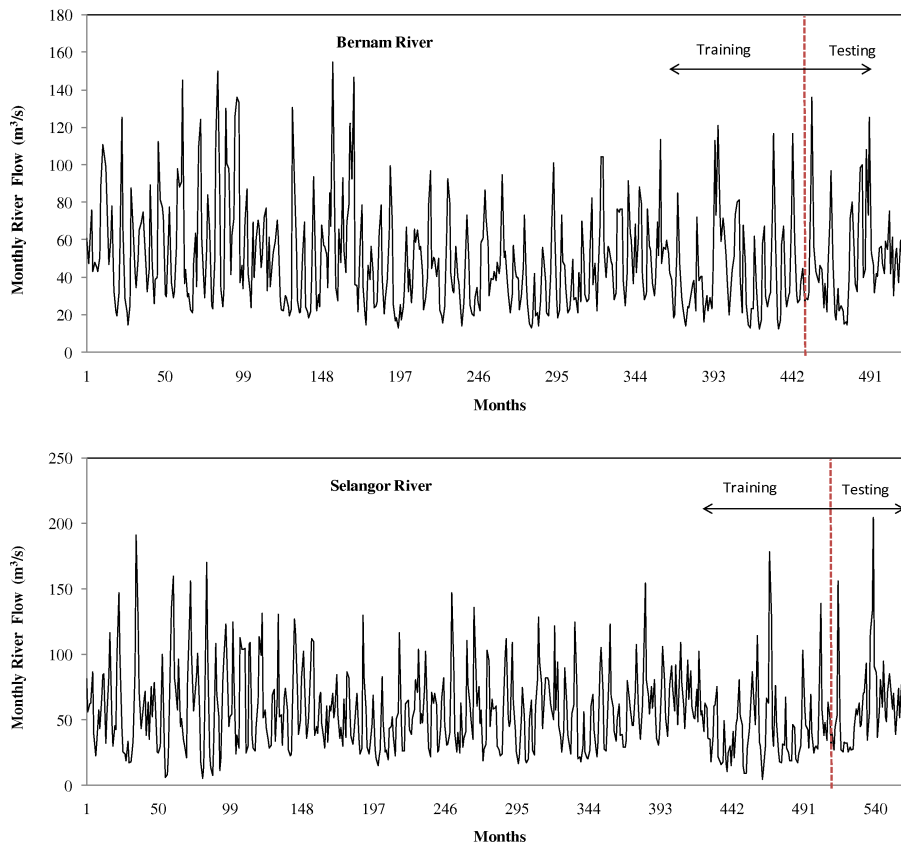 180
160
140
120
100
80
60
40
20
0
Monthly River Flow (m³/s)
Bernam River
Training
Testing
1 50 99 148 197 246 295 344 393 442 491
Months
250
200
150
100
50
0
Monthly River Flow (m³/s)
Selangor River
Training
Testing
1 50 99 148 197 246 295 344 393 442 491 540
Months